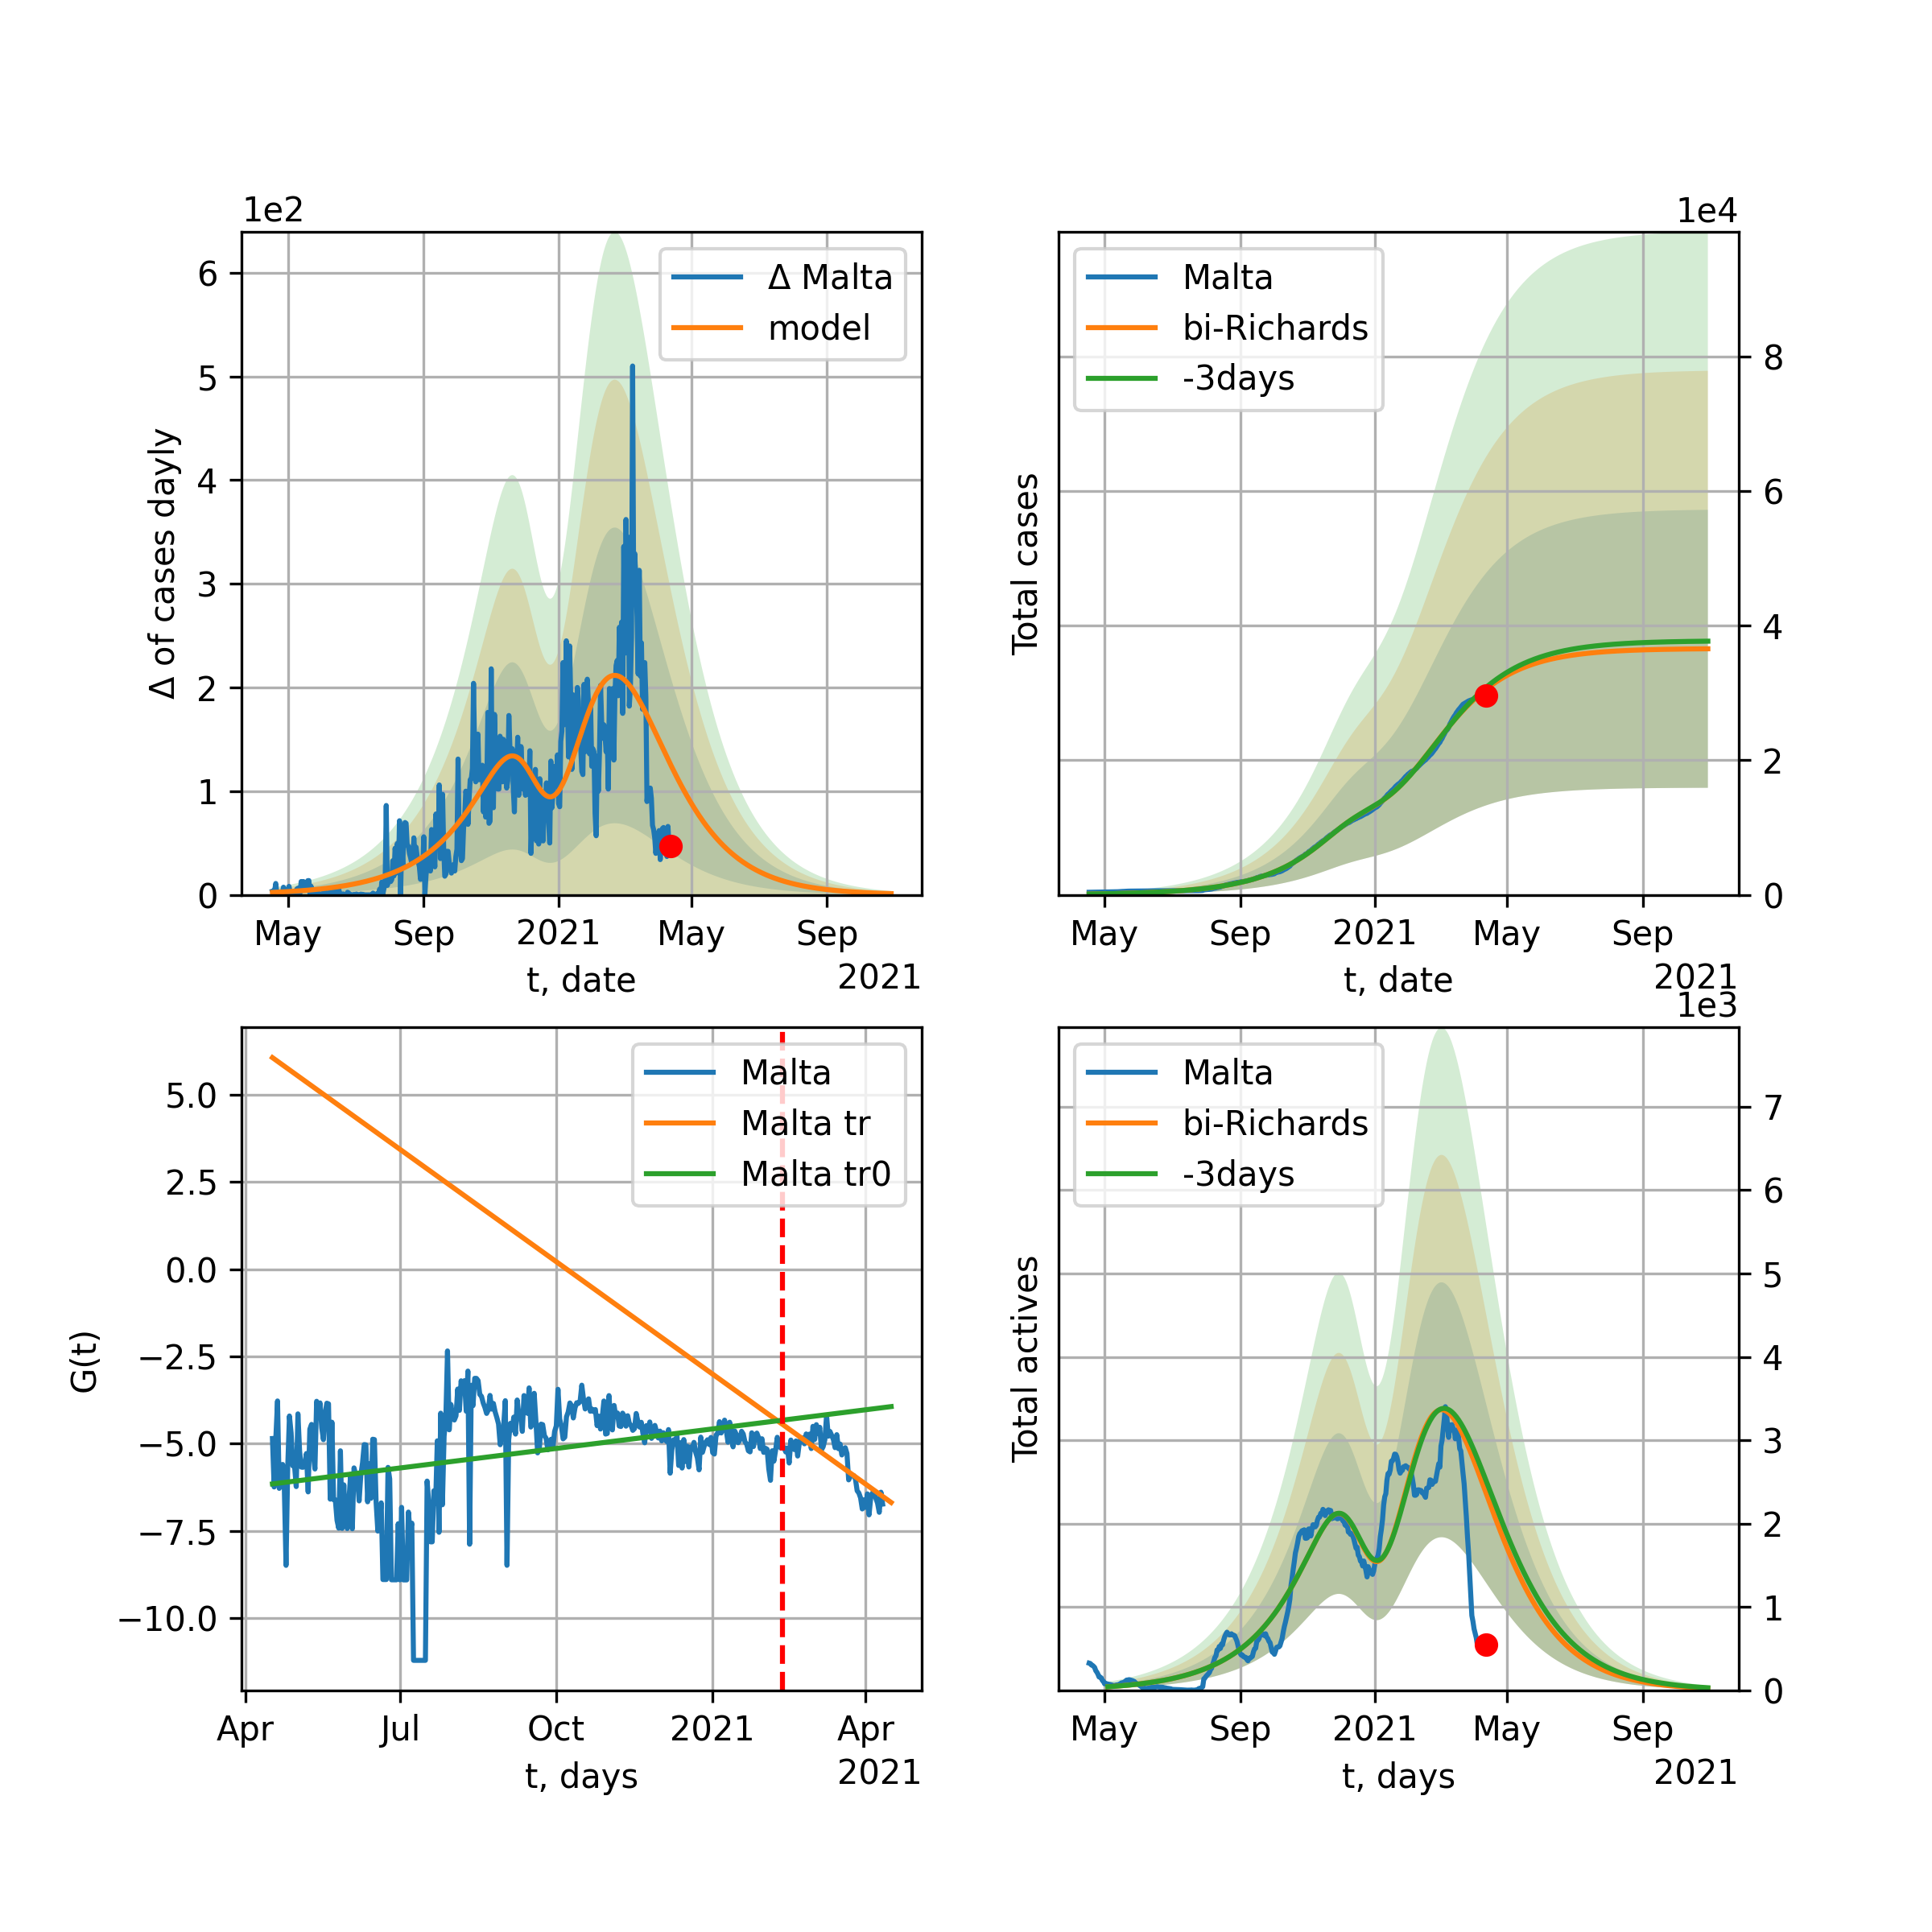 1e2
Δ of cases dayly
6
5
4
3
2
1
0
Δ Malta
model
May Sep 2021 May Sep
t, date
2021
1e4
Total cases
Malta
bi-Richards
-3days
8
6
4
2
0
May Sep 2021 May Sep
t, date
2021
G(t)
5.0
2.5
0.0
−2.5
−5.0
−7.5
−10.0
Malta
Malta tr
Malta tr0
Apr Jul Oct 2021 Apr
t, days
2021
1e3
Total actives
Malta
bi-Richards
-3days
7
6
5
4
3
2
1
0
May Sep 2021 May Sep
t, days
2021